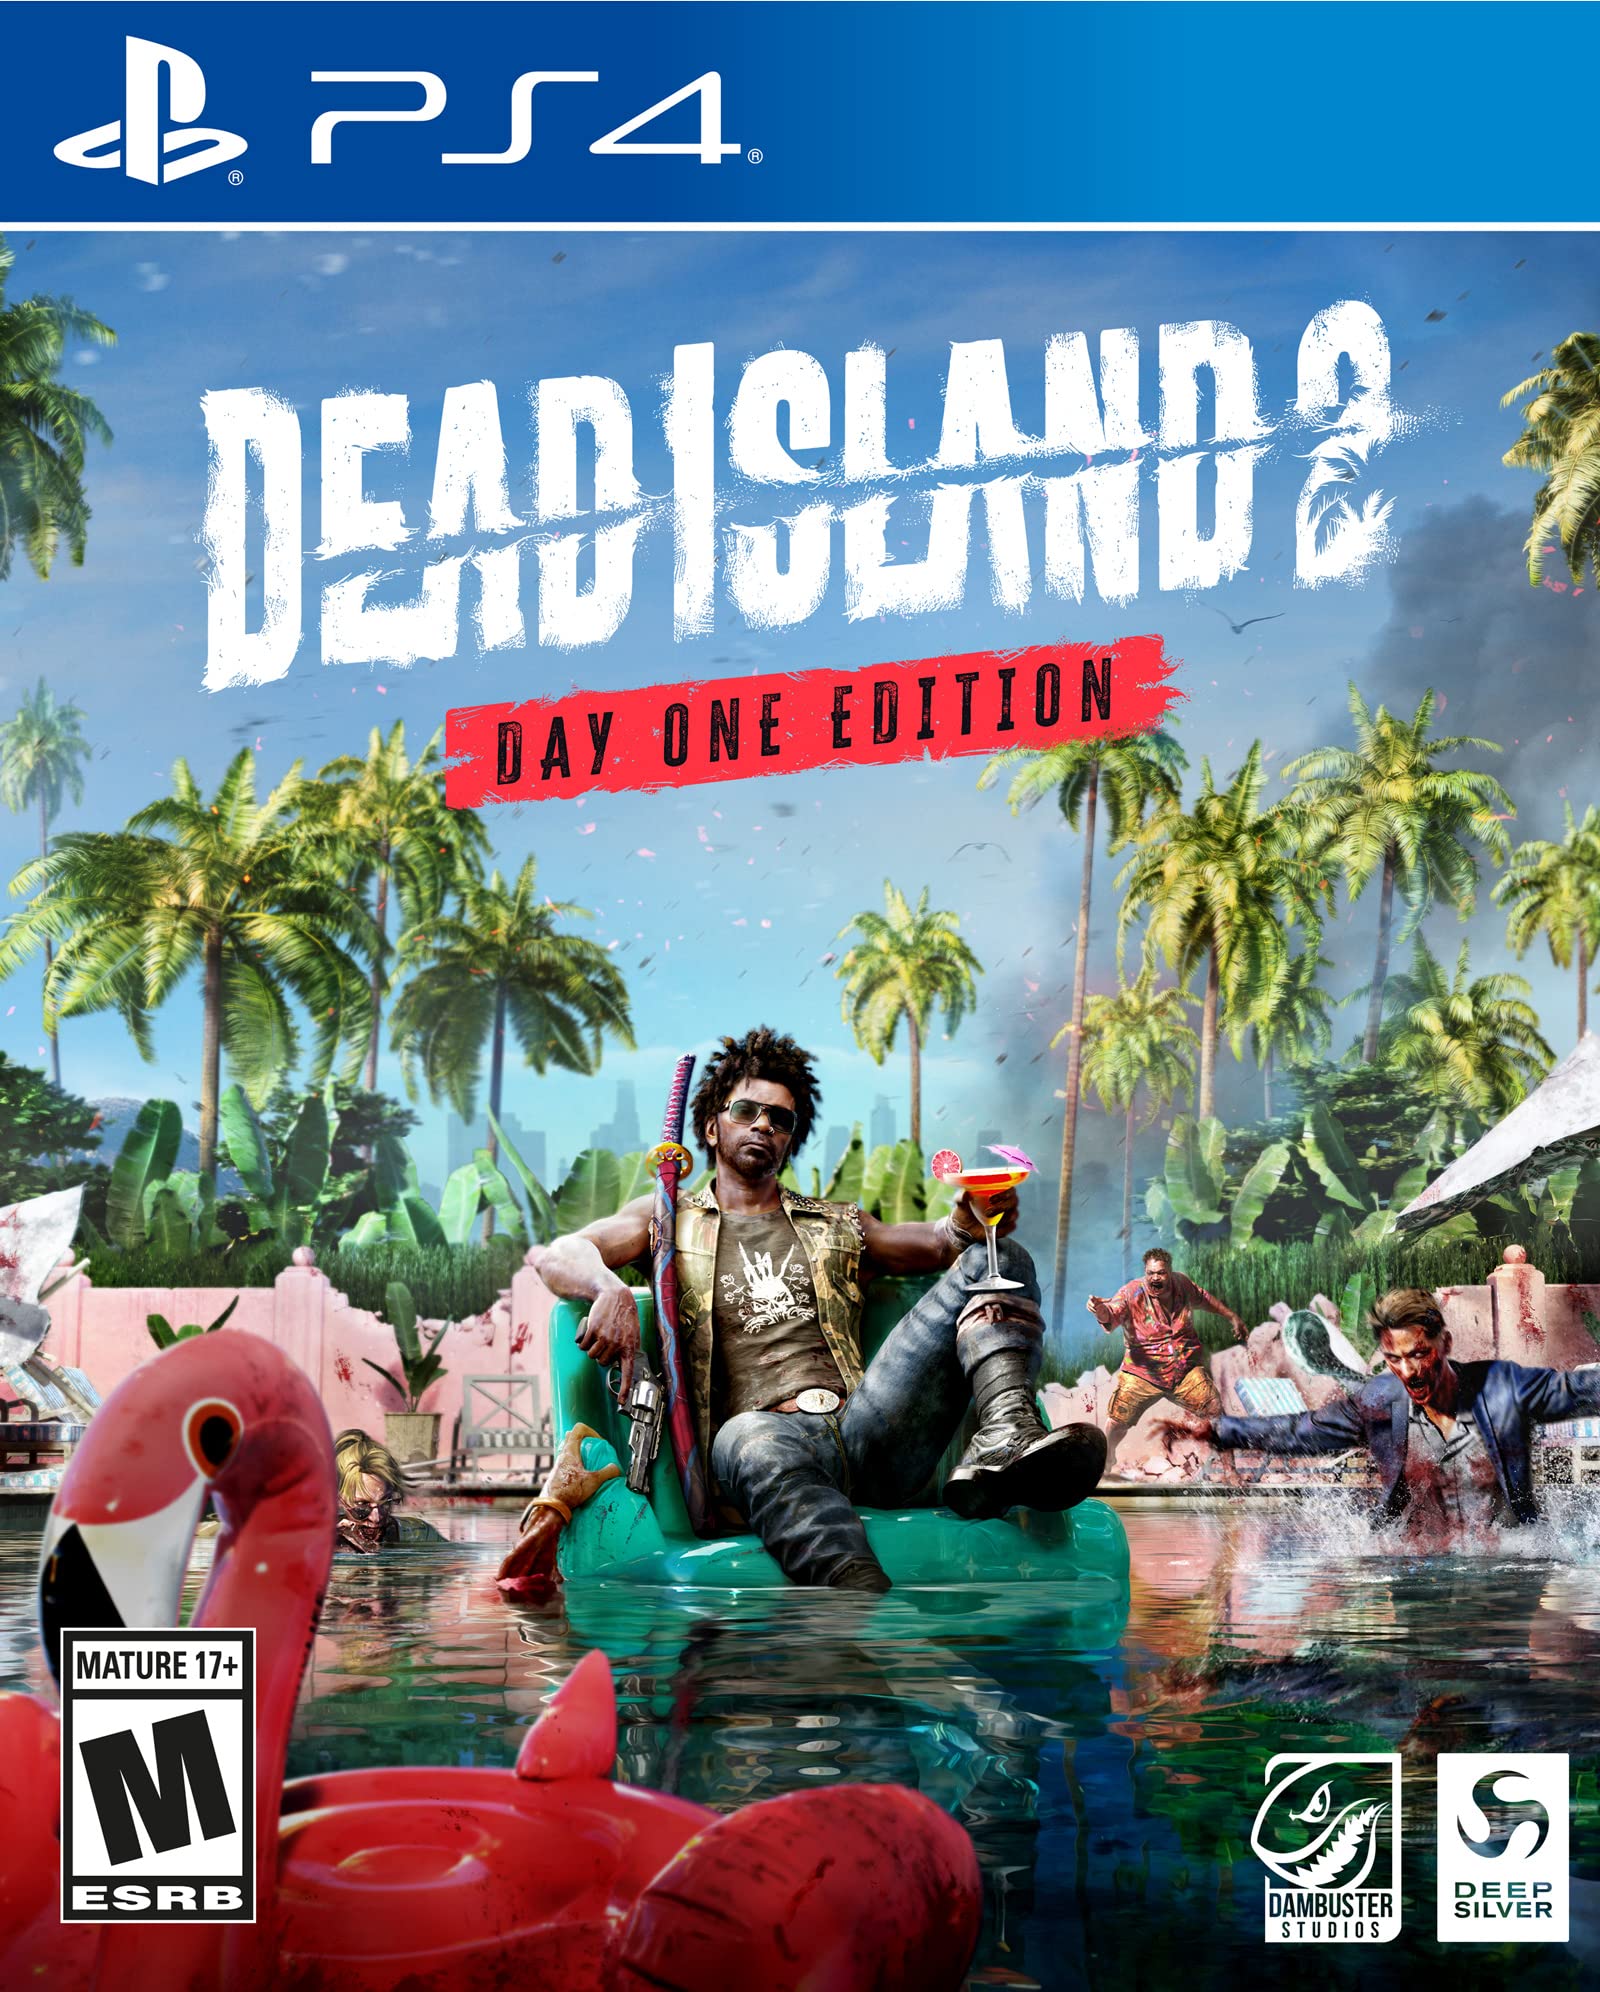 PS4
DEAD ISLAND 2
DAY ONE EDITION
MATURE 17+
M
ESRB
DAMBUSTER
STUDIOS
DEEP
SILVER